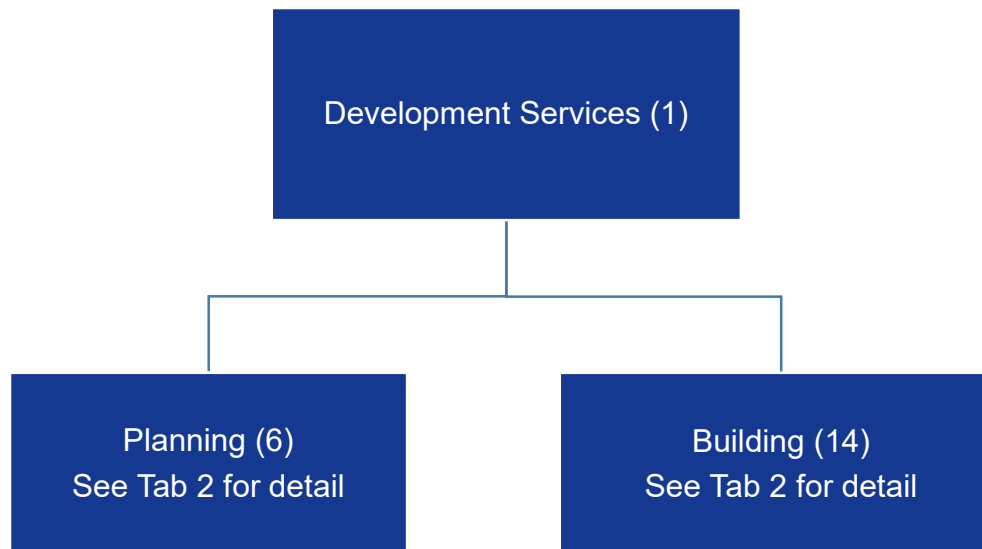 Development Services (1)
Planning (6)
See Tab 2 for detail
Building (14)
See Tab 2 for detail